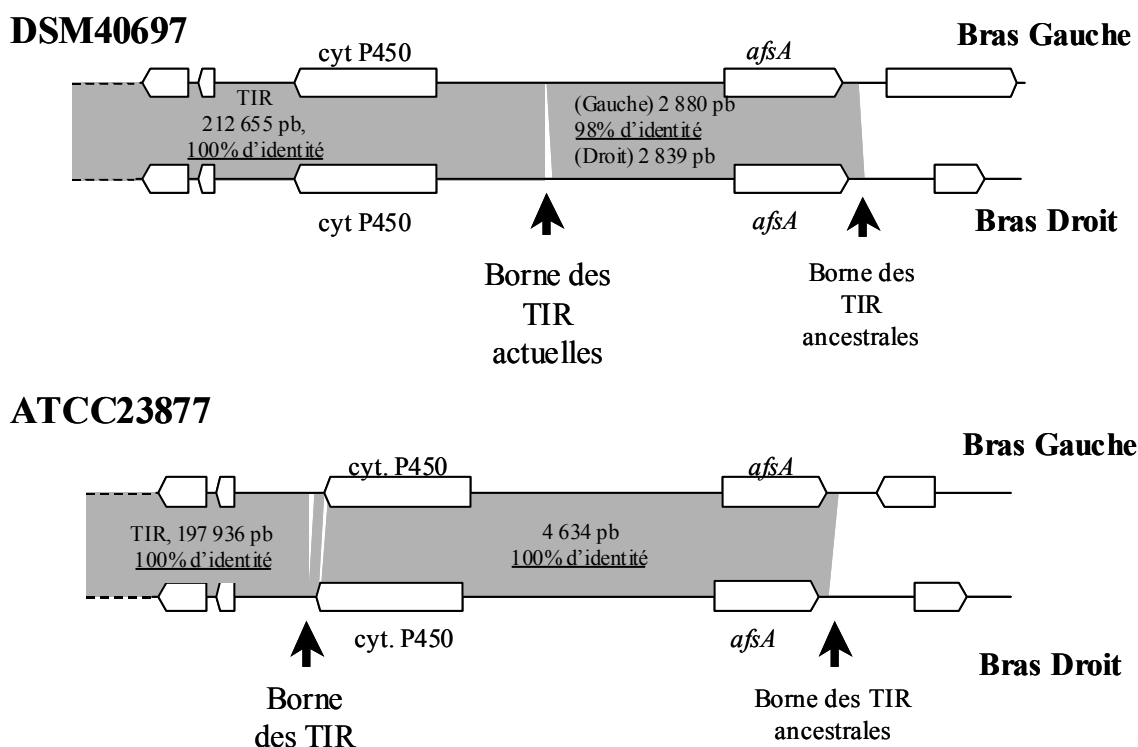 DSM40697
Bras Gauche
cyt P450
afsA
TIR
212 655 pb,
100% d'identité
(Gauche) 2 880 pb
98% d'identité
(Droit) 2 839 pb
cyt P450
afsA
Bras Droit
Borne des
TIR
actuelles
Borne des
TIR
ancestrales
ATCC23877
Bras Gauche
cyt. P450
afsA
TIR, 197 936 pb
100% d'identité
4 634 pb
100% d'identité
cyt. P450
afsA
Bras Droit
Borne
des TIR
Borne des TIR
ancestrales